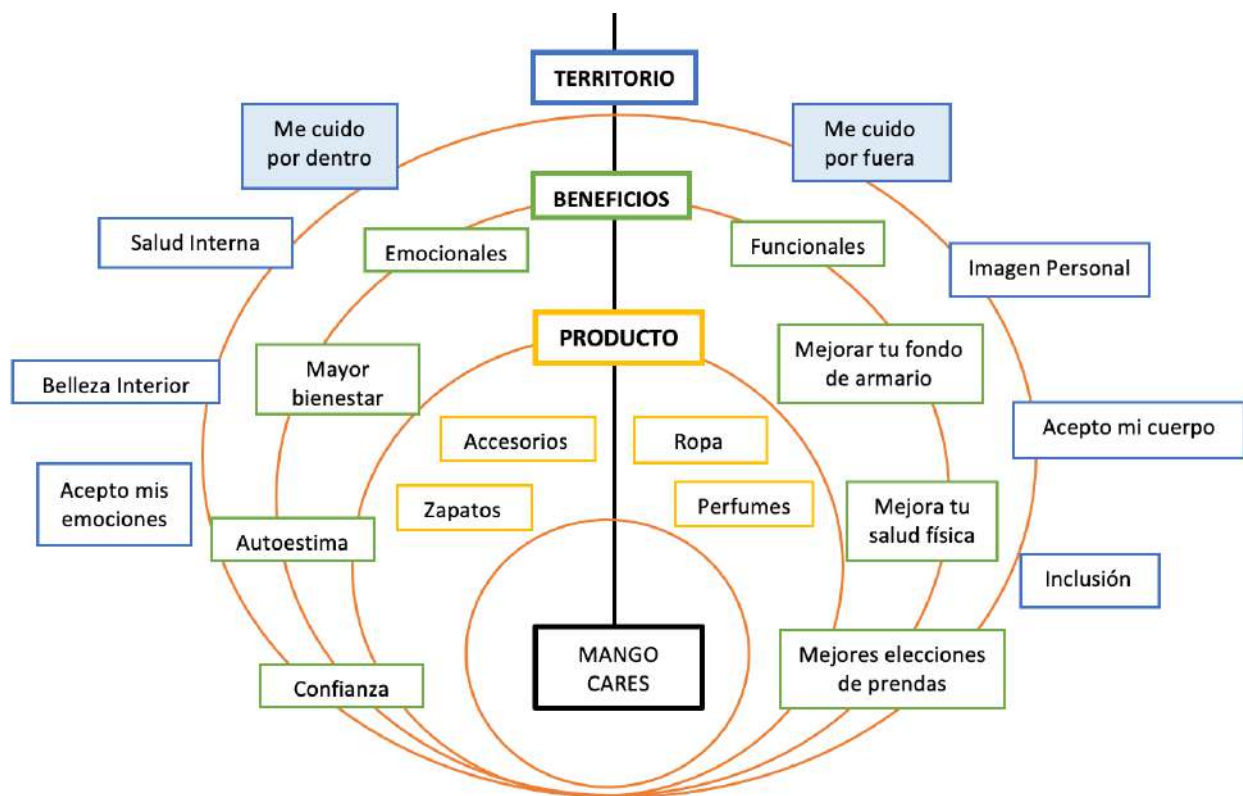 TERRITORIO
Me cuido
por dentro
Me cuido
por fuera
BENEFICIOS
Salud Interna
Emocionales
Funcionales
Imagen Personal
PRODUCTO
Mayor
bienestar
Mejorar tu fondo
de armario
Belleza Interior
Accesorios
Ropa
Acepto mi cuerpo
Acepto mis
emociones
Zapatos
Perfumes
Mejora tu
salud física
Autoestima
Inclusión
MANGO
CARES
Mejores elecciones
de prendas
Confianza